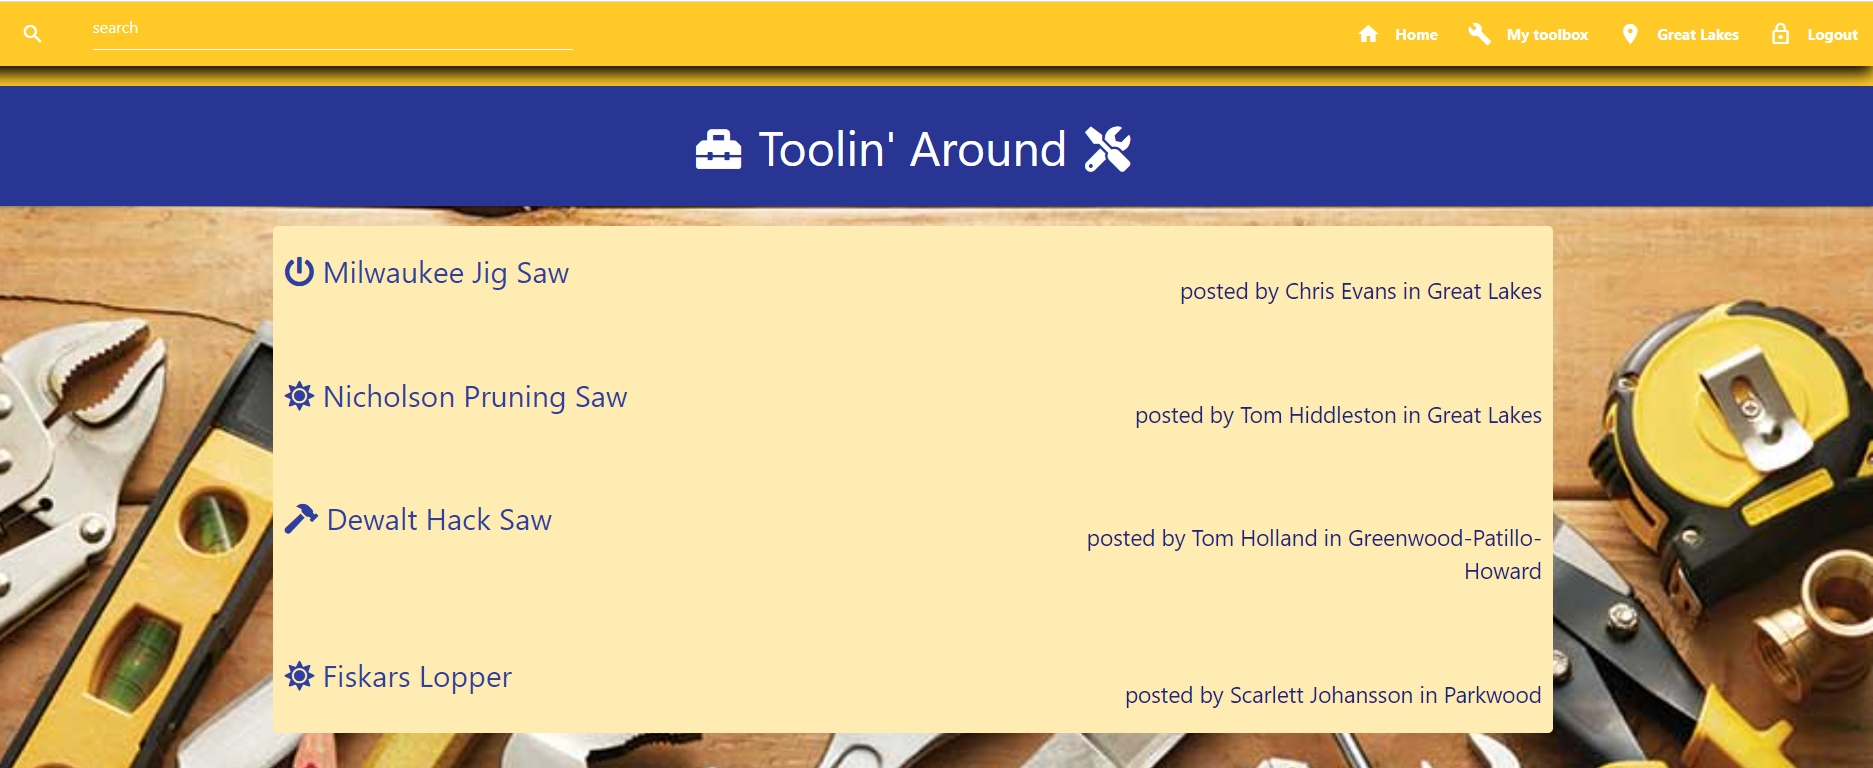 search
Home
My toolbox
Great Lakes
Logout
Toolin' Around
Milwaukee Jig Saw
posted by Chris Evans in Great Lakes
Nicholson Pruning Saw
posted by Tom Hiddleston in Great Lakes
Dewalt Hack Saw
posted by Tom Holland in Greenwood-Patillo-
Howard
Fiskars Lopper
posted by Scarlett Johansson in Parkwood